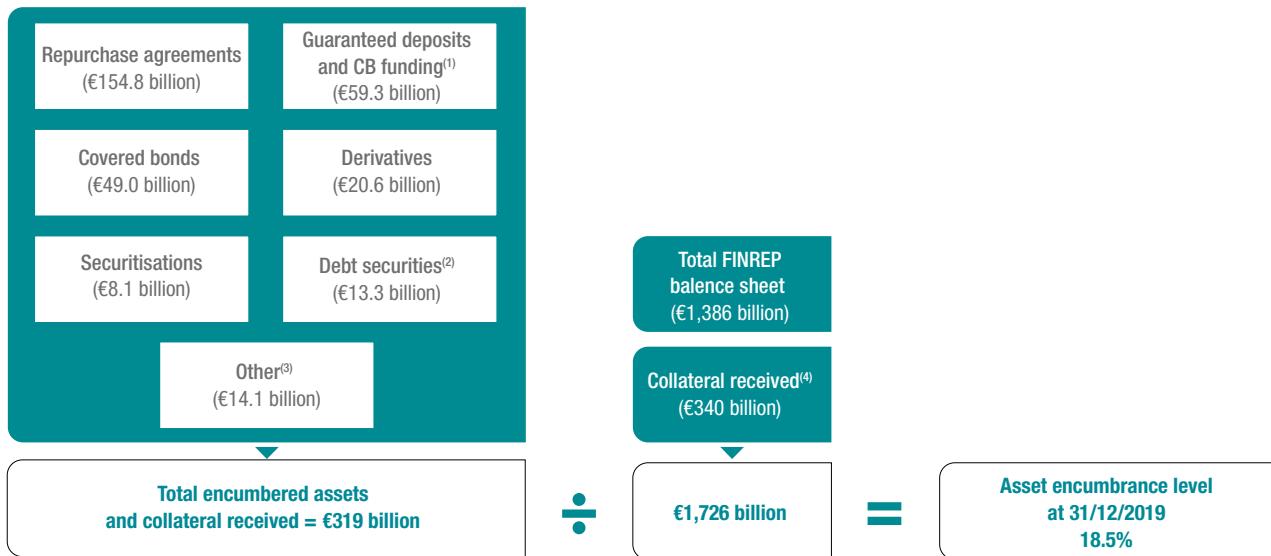 Repurchase agreements
(€154.8 billion)
Guaranteed deposits
and CB funding(1)
(€59.3 billion)
Covered bonds
(€49.0 billion)
Derivatives
(€20.6 billion)
Securitisations
(€8.1 billion)
Debt securities(2)
(€13.3 billion)
Other(3)
(€14.1 billion)
Total FINREP
balence sheet
(€1,386 billion)
Collateral received(4)
(€340 billion)
Total encumbered assets
and collateral received = €319 billion
÷
€1,726 billion
=
Asset encumbrance level
at 31/12/2019
18.5%